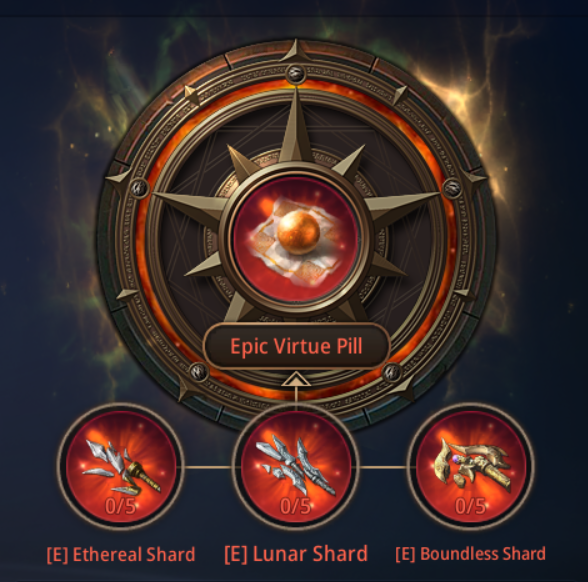 Epic Virtue Pill
0/5
0/5
0/5
[E] Ethereal Shard
[E] Lunar Shard
[E] Boundless Shard